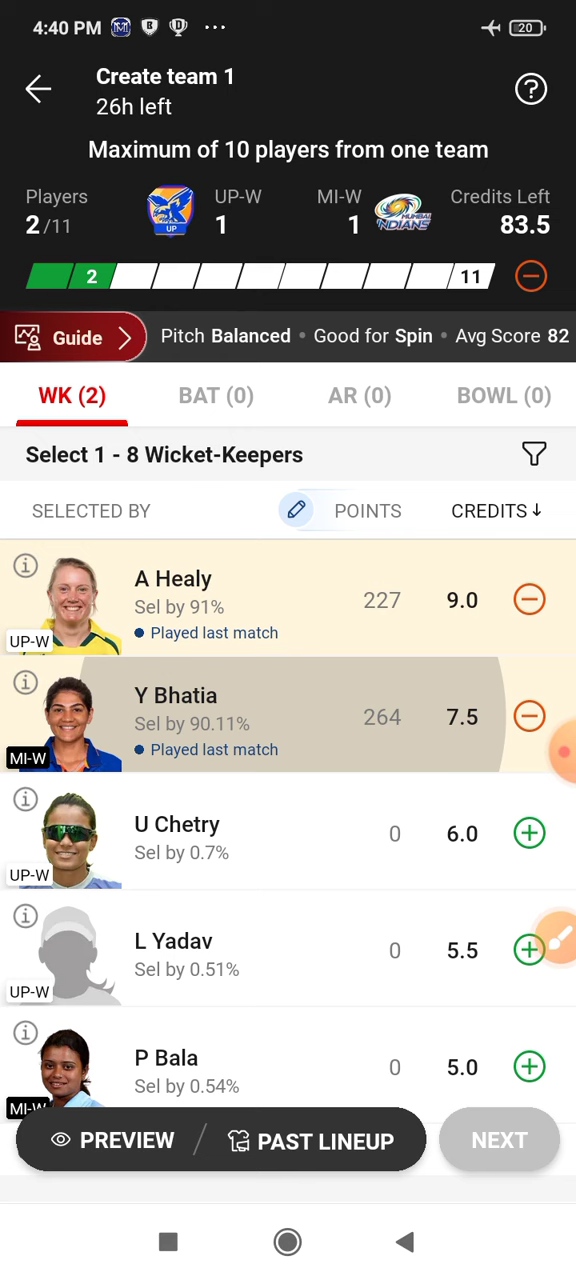 4:40 PM
20
Create team 1
26h left
Maximum of 10 players from one team
Players
2/11
UP
UP-W
1
MI-W
1
MUMBAI INDIANS
Credits Left
83.5
2
11
Guide
Pitch Balanced • Good for Spin • Avg Score 82
WK (2)
BAT (0)
AR (0)
BOWL (0)
Select 1 - 8 Wicket-Keepers
SELECTED BY
POINTS
CREDITS↓
A Healy
Sel by 91%
Played last match
227
9.0
UP-W
Y Bhatia
Sel by 90.11%
Played last match
264
7.5
MI-W
U Chetry
Sel by 0.7%
0
6.0
UP-W
L Yadav
Sel by 0.51%
0
5.5
UP-W
P Bala
Sel by 0.54%
0
5.0
MI-W
PREVIEW / PAST LINEUP
NEXT